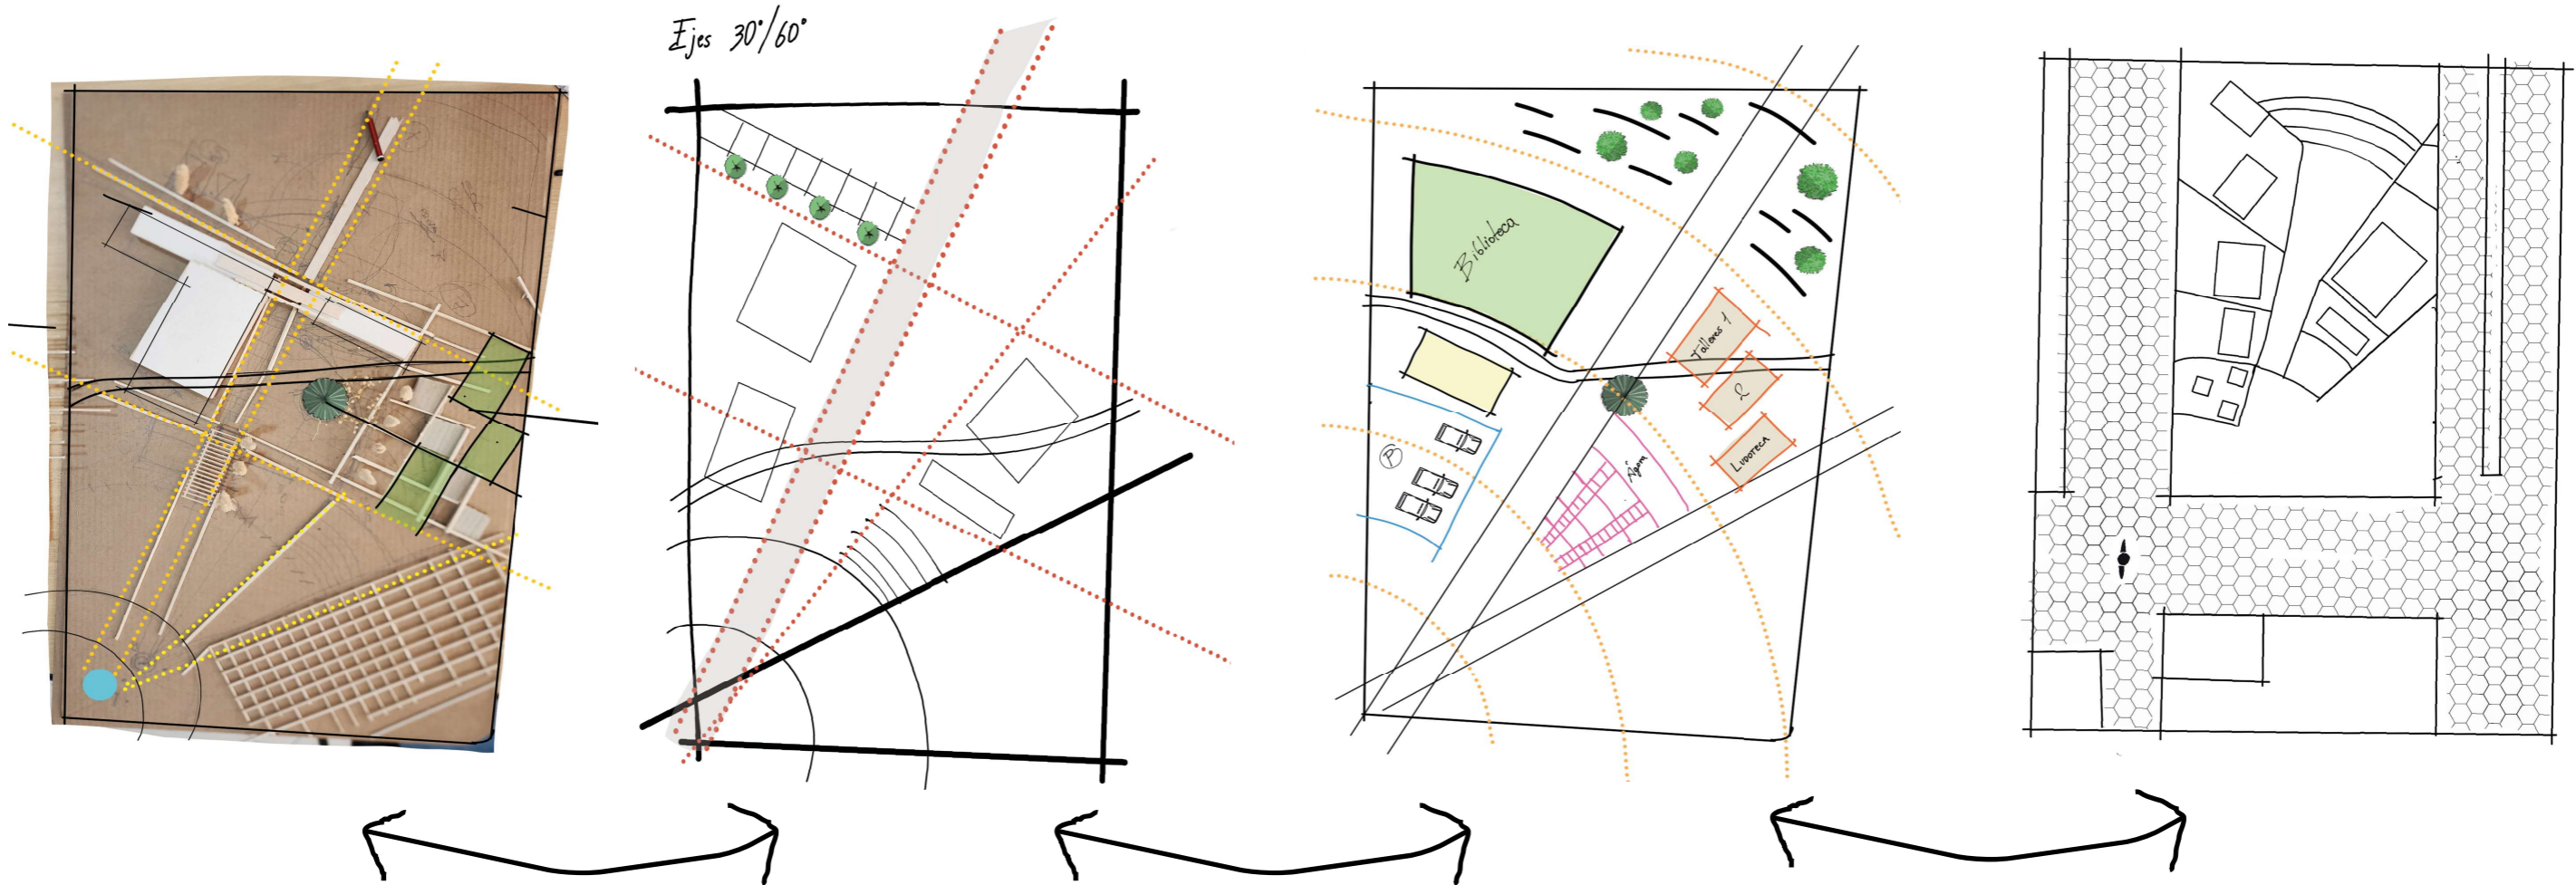 Ejes 30°/60°
Biblioteca
Talleres 1
2
Ludoteca
Ágora
P